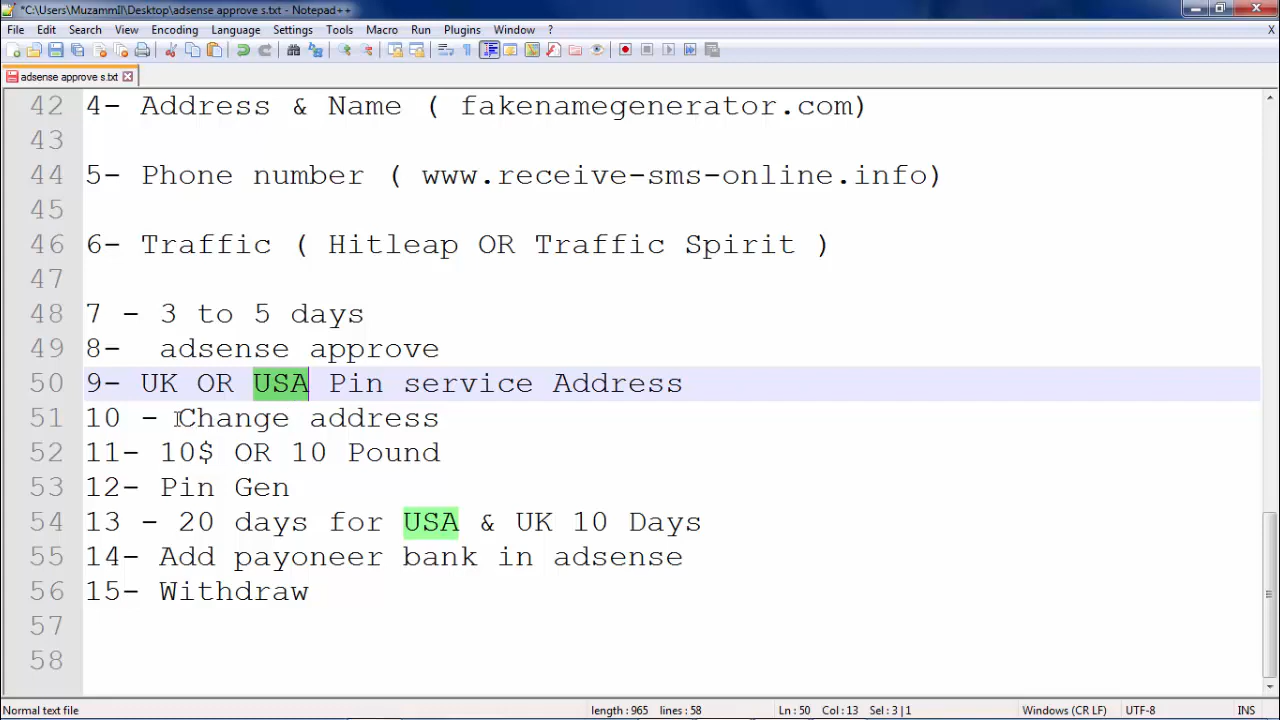 *C:\Users\Muzammil\Desktop\adsense approve s.txt - Notepad++
File Edit Search View Encoding Language Settings Tools Macro Run Plugins Window ? X
adsense approve s.txt
42 4- Address & Name ( fakenamegenerator.com)
43
44 5- Phone number ( www.receive-sms-online.info)
45
46 6- Traffic ( Hitleap OR Traffic Spirit )
47
48 7 - 3 to 5 days
49 8-  adsense approve
50 9- UK OR USA Pin service Address
51 10 - Change address
52 11- 10$ OR 10 Pound
53 12- Pin Gen
54 13 - 20 days for USA & UK 10 Days
55 14- Add payoneer bank in adsense
56 15- Withdraw
57
58
Normal text file length : 965 lines : 58 Ln : 50 Col : 13 Sel : 3 | 1 Windows (CR LF) UTF-8 INS